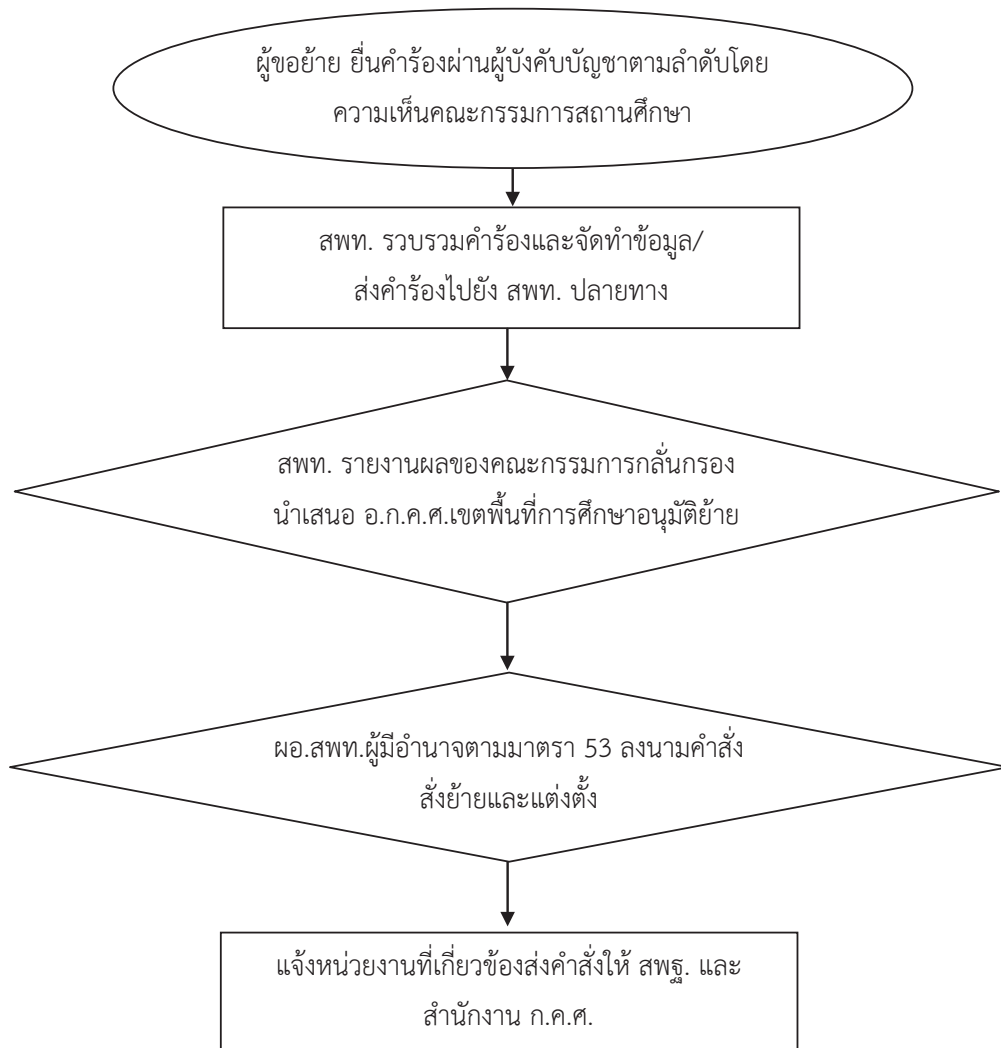 ผู้ขอย้าย ยื่นคำร้องผ่านผู้บังคับบัญชาตามลำดับโดย
ความเห็นคณะกรรมการสถานศึกษา
สพท. รวบรวมคำร้องและจัดทำข้อมูล/
ส่งคำร้องไปยัง สพท. ปลายทาง
สพท. รายงานผลของคณะกรรมการกลั่นกรอง
นำเสนอ อ.ก.ค.ศ.เขตพื้นที่การศึกษาอนุมัติย้าย
ผอ.สพท.ผู้มีอำนาจตามมาตรา 53 ลงนามคำสั่ง
สั่งย้ายและแต่งตั้ง
แจ้งหน่วยงานที่เกี่ยวข้องส่งคำสั่งให้ สพฐ. และ
สำนักงาน ก.ค.ศ.